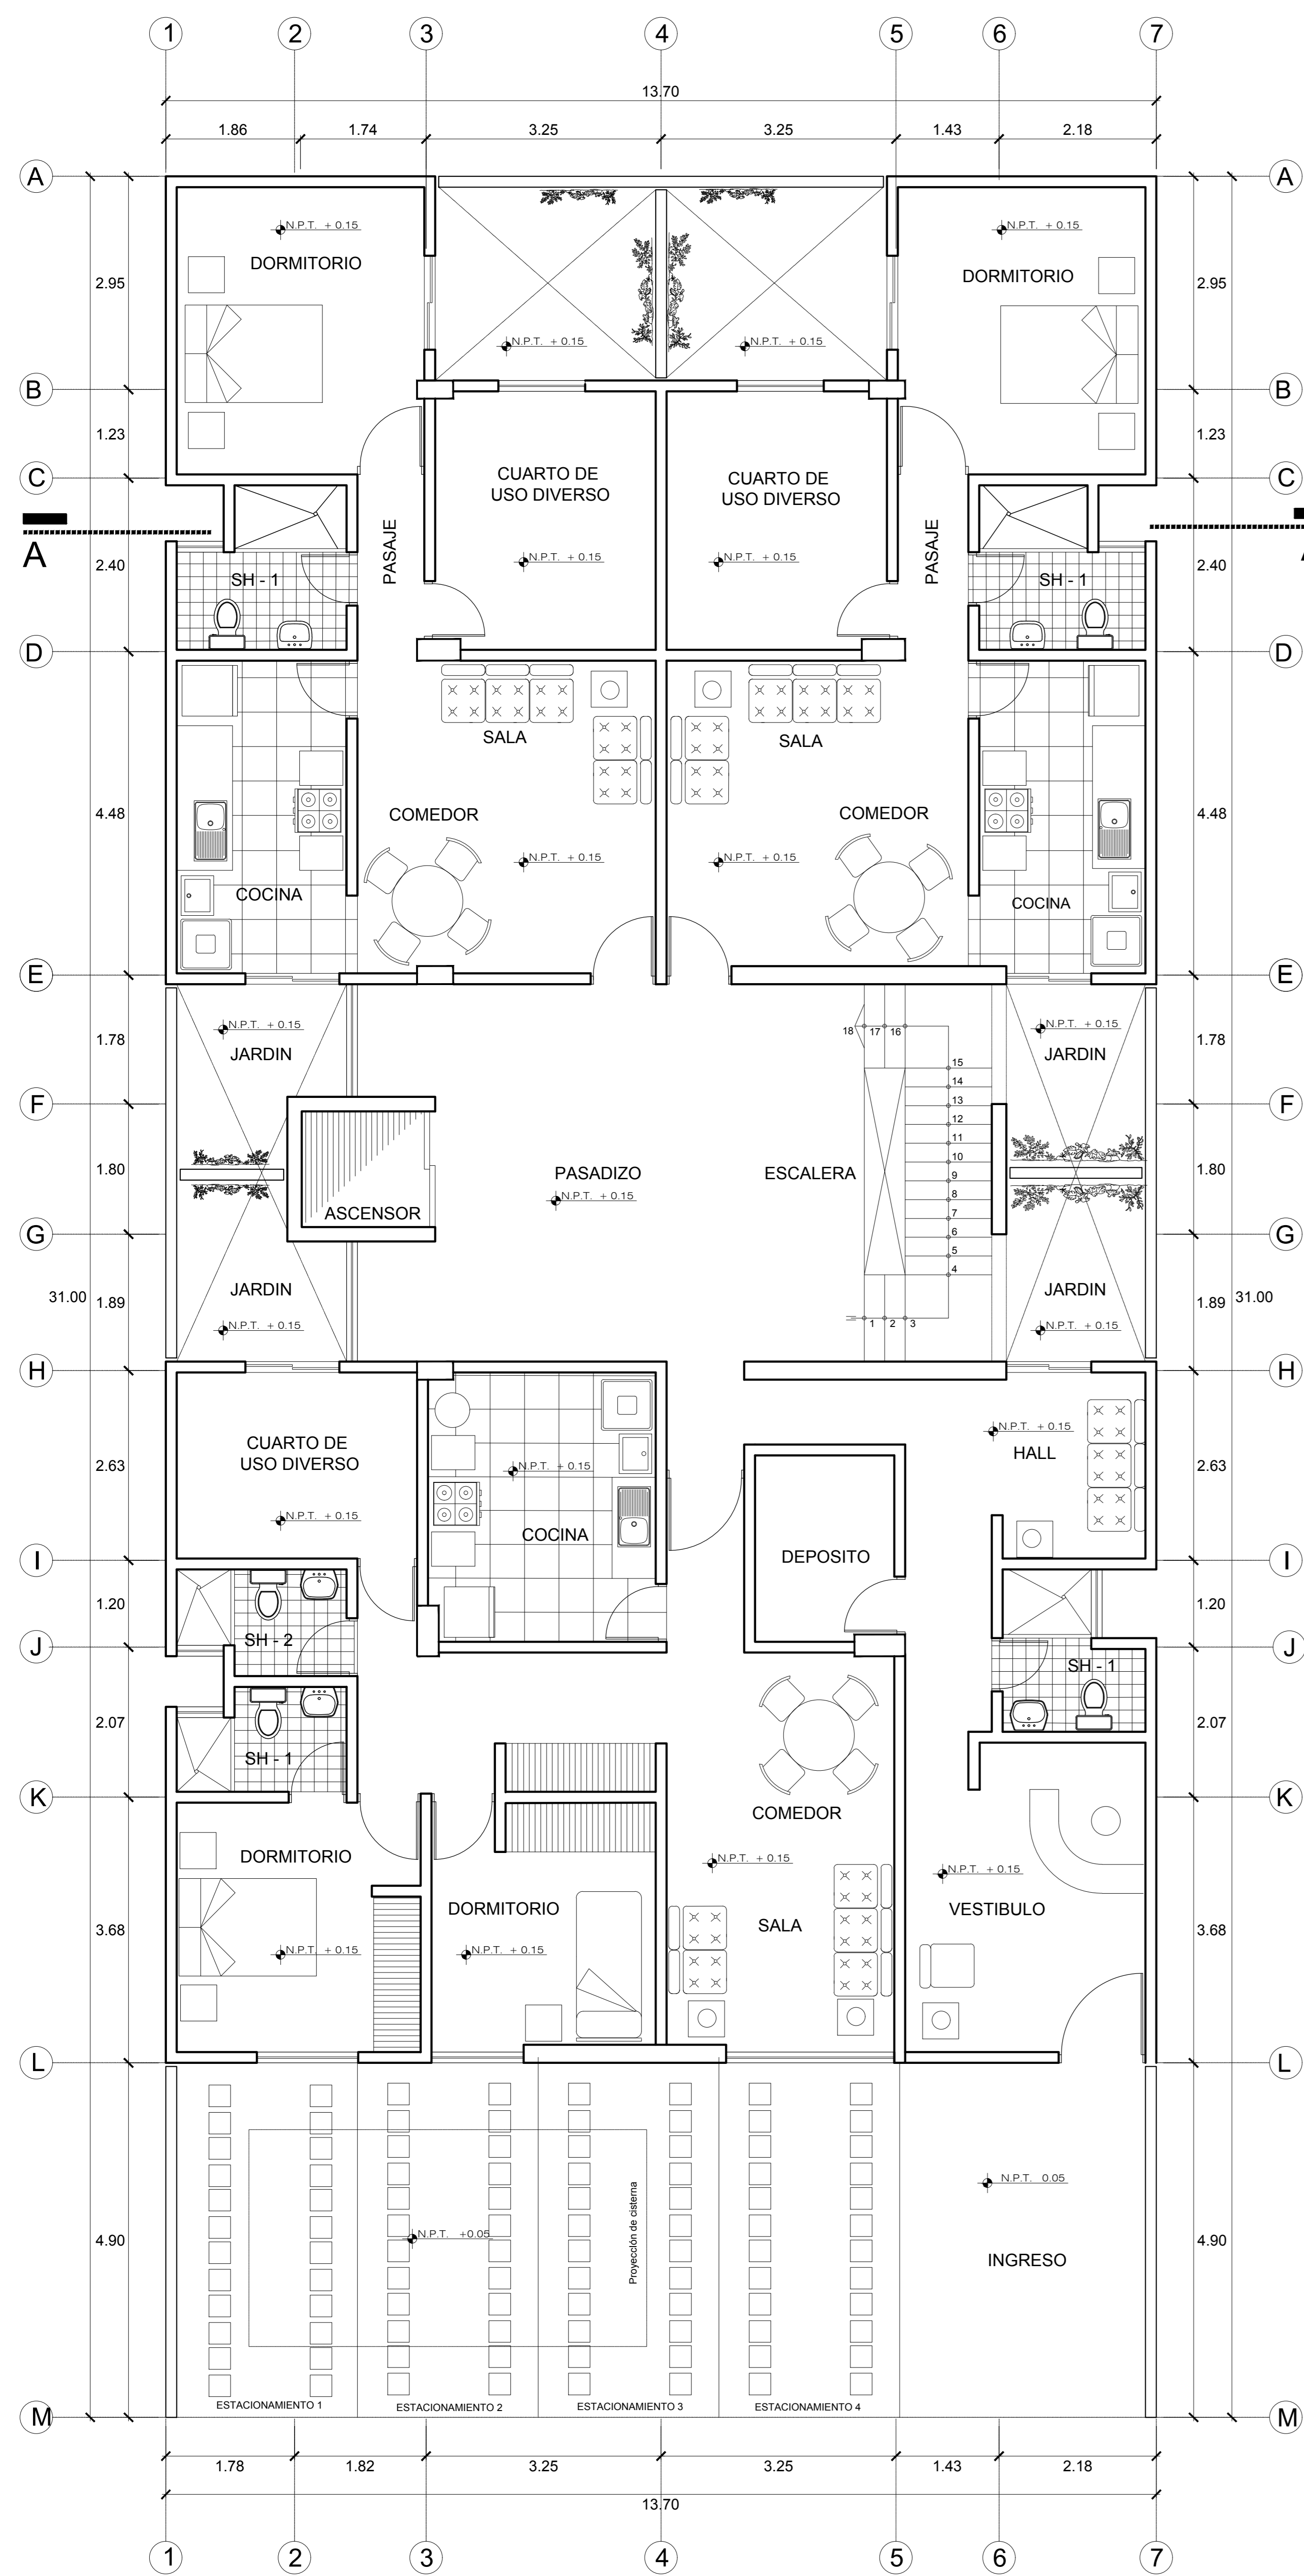 1 2 3 4 5 6 7
13.70
1.86 1.74 3.25 3.25 1.43 2.18
A A
N.P.T. + 0.15 N.P.T. + 0.15
DORMITORIO DORMITORIO
2.95 2.95
N.P.T. + 0.15 N.P.T. + 0.15
B B
1.23 1.23
CUARTO DE CUARTO DE
USO DIVERSO USO DIVERSO
C C
A
PASAJE PASAJE
2.40 2.40
N.P.T. + 0.15 N.P.T. + 0.15
SH - 1 SH - 1
D D
SALA SALA
4.48 COMEDOR COMEDOR 4.48
N.P.T. + 0.15 N.P.T. + 0.15
COCINA COCINA
E E
N.P.T. + 0.15 18 17 16 N.P.T. + 0.15
1.78 JARDIN JARDIN 1.78
15
14
F F
13
12
11
10
1.80 PASADIZO ESCALERA 1.80
9
N.P.T. + 0.15
8
ASCENSOR
7
G G
6
5
4
31.00 1.89 JARDIN JARDIN 1.89 31.00
N.P.T. + 0.15 1 2 3 N.P.T. + 0.15
H H
N.P.T. + 0.15
CUARTO DE HALL
USO DIVERSO
2.63 N.P.T. + 0.15 2.63
N.P.T. + 0.15
COCINA
DEPOSITO
I I
1.20 1.20
SH - 2
J J
SH - 1
2.07 2.07
SH - 1
K K
COMEDOR
DORMITORIO N.P.T. + 0.15
N.P.T. + 0.15
DORMITORIO VESTIBULO
3.68 SALA 3.68
N.P.T. + 0.15 N.P.T. + 0.15
L L
N.P.T. 0.05
Proyección de cisterna
4.90 N.P.T. +0.05 4.90
INGRESO
ESTACIONAMIENTO 1 ESTACIONAMIENTO 2 ESTACIONAMIENTO 3 ESTACIONAMIENTO 4
M M
1.78 1.82 3.25 3.25 1.43 2.18
13.70
1 2 3 4 5 6 7